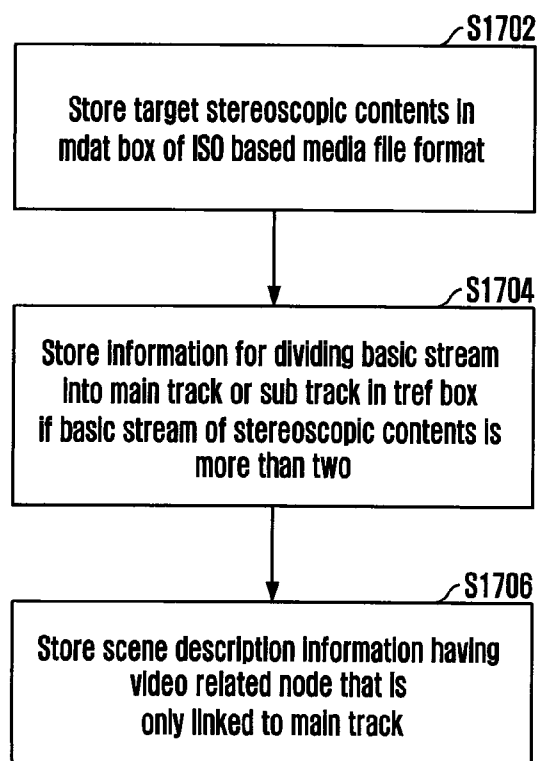 S1702
Store target stereoscopic contents in
mdat box of ISO based media file format
S1704
Store information for dividing basic stream
into main track or sub track in tref box
if basic stream of stereoscopic contents is
more than two
S1706
Store scene description information having
video related node that is
only linked to main track